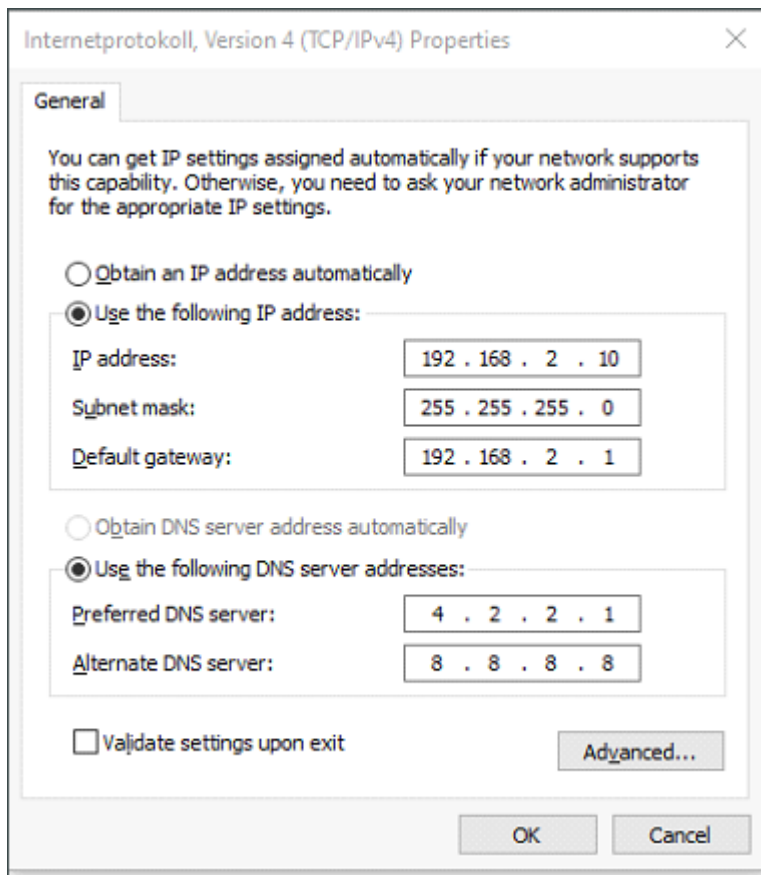 Internetprotokoll, Version 4 (TCP/IPv4) Properties
General
You can get IP settings assigned automatically if your network supports
this capability. Otherwise, you need to ask your network administrator
for the appropriate IP settings.
Obtain an IP address automatically
Use the following IP address:
IP address: 192 . 168 . 2 . 10
Subnet mask: 255 . 255 . 255 . 0
Default gateway: 192 . 168 . 2 . 1
Obtain DNS server address automatically
Use the following DNS server addresses:
Preferred DNS server: 4 . 2 . 2 . 1
Alternate DNS server: 8 . 8 . 8 . 8
Validate settings upon exit
Advanced...
OK Cancel